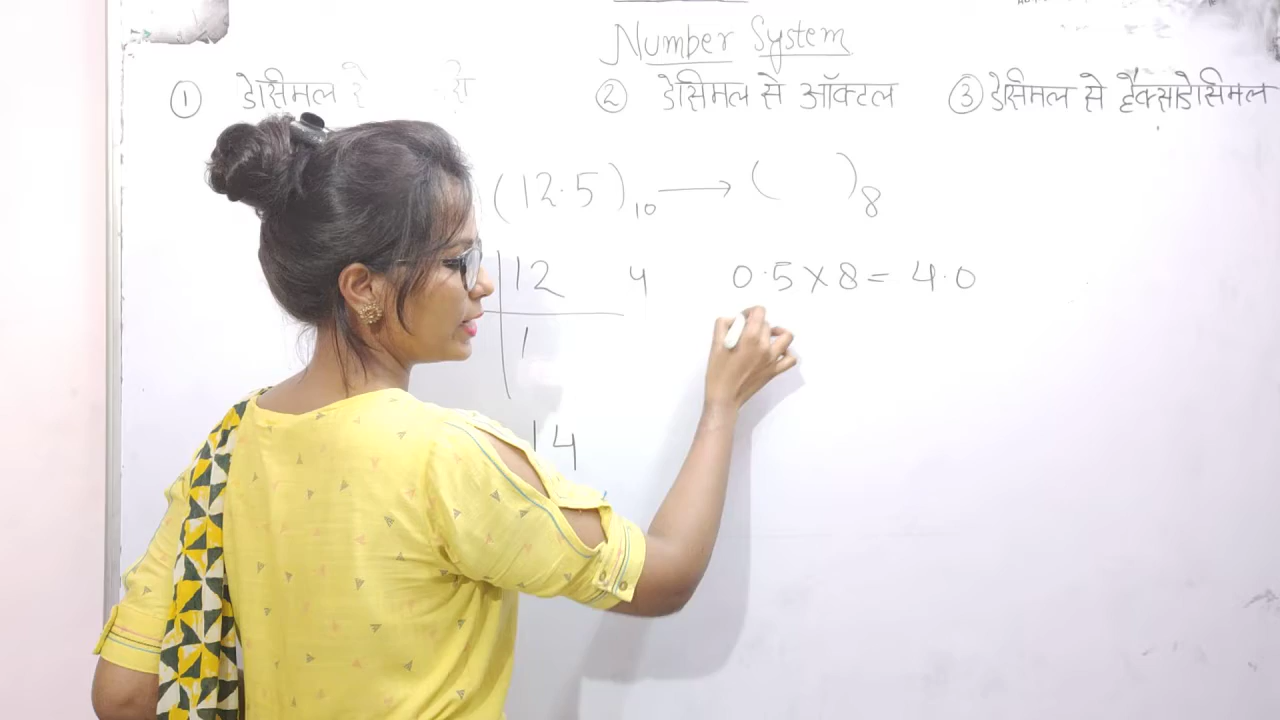 Number System
① डेसिमल
② डेसिमल से ऑक्टल
③ डेसिमल से हैक्साडेसिमल
(12.5)10 → (    )8
12 4 0.5 X 8 = 4.0
1
14